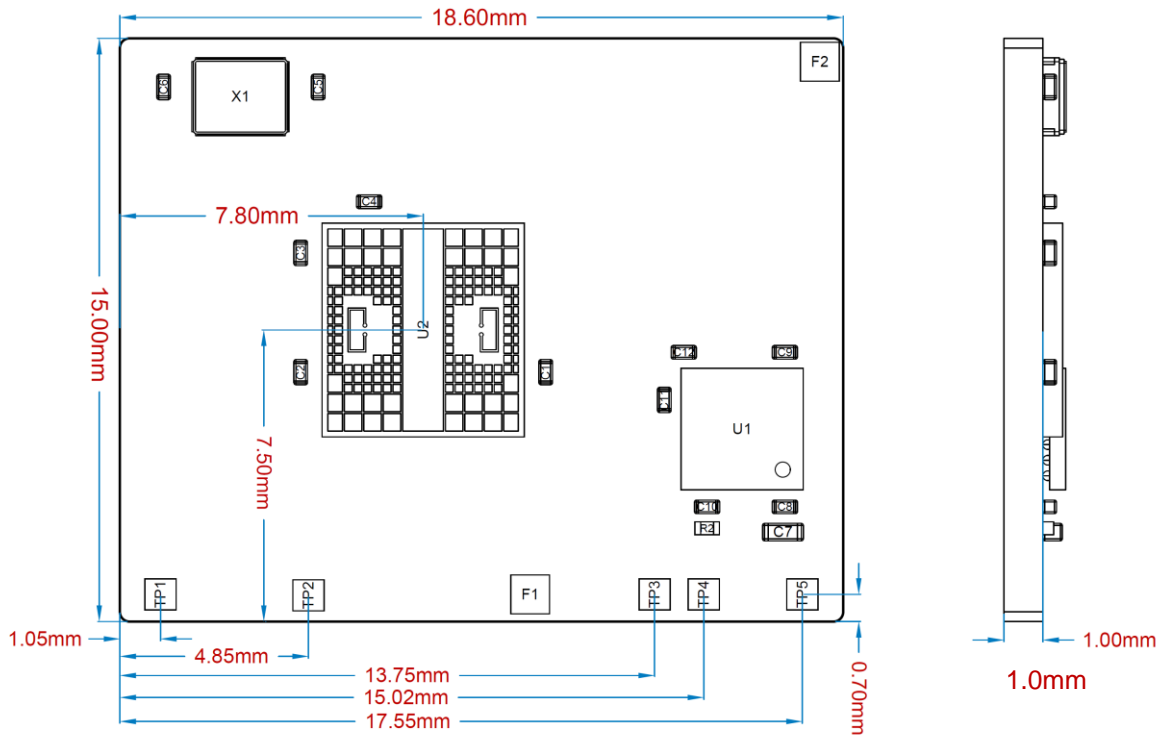 18.60mm
F2
C6
X1
C5
C4
7.80mm
C3
15.00mm
U2
C2
C1
C12
C9
C11
U1
7.50mm
C10
C8
R2
C7
TP1
TP2
F1
TP3
TP4
TP5
1.05mm
4.85mm
13.75mm
15.02mm
17.55mm
0.70mm
1.00mm
1.0mm